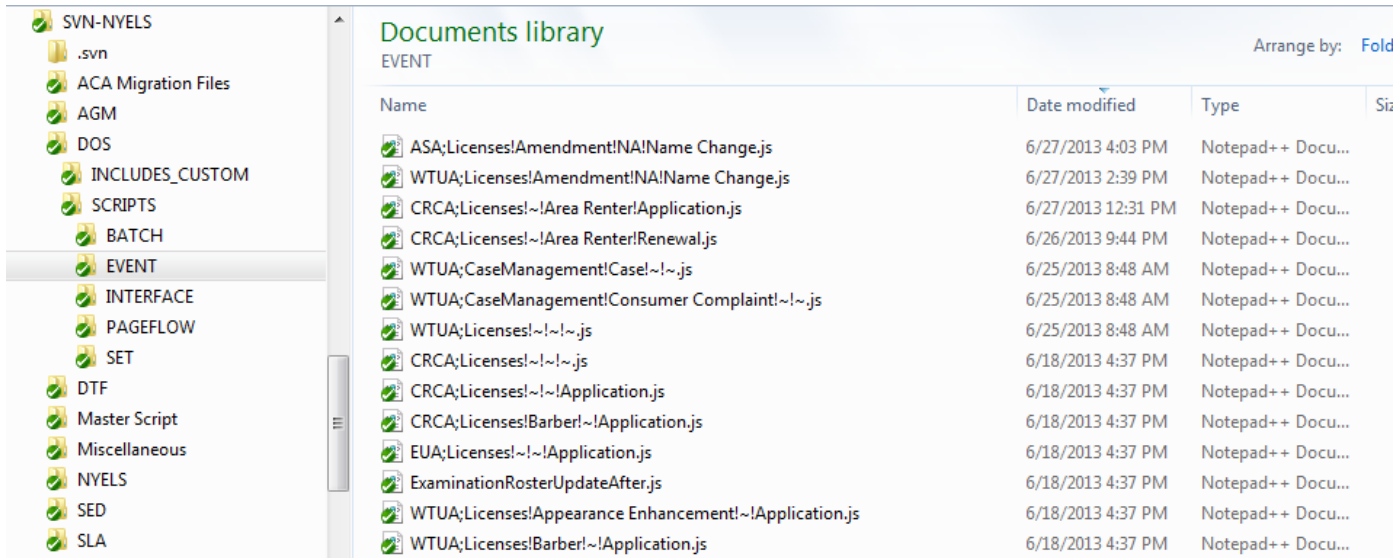 SVN-NYELS
.svn
ACA Migration Files
AGM
DOS
INCLUDES_CUSTOM
SCRIPTS
BATCH
EVENT
INTERFACE
PAGEFLOW
SET
DTF
Master Script
Miscellaneous
NYELS
SED
SLA
Documents library
EVENT
Arrange by: Fold
Name Date modified Type Siz
ASA;Licenses!Amendment!NA!Name Change.js 6/27/2013 4:03 PM Notepad++ Docu...
WTUA;Licenses!Amendment!NA!Name Change.js 6/27/2013 2:39 PM Notepad++ Docu...
CRCA;Licenses!~!Area Renter!Application.js 6/27/2013 12:31 PM Notepad++ Docu...
CRCA;Licenses!~!Area Renter!Renewal.js 6/26/2013 9:44 PM Notepad++ Docu...
WTUA;CaseManagement!Case!~!~.js 6/25/2013 8:48 AM Notepad++ Docu...
WTUA;CaseManagement!Consumer Complaint!~!~.js 6/25/2013 8:48 AM Notepad++ Docu...
WTUA;Licenses!~!~!~.js 6/25/2013 8:48 AM Notepad++ Docu...
CRCA;Licenses!~!~!~.js 6/18/2013 4:37 PM Notepad++ Docu...
CRCA;Licenses!~!~!Application.js 6/18/2013 4:37 PM Notepad++ Docu...
CRCA;Licenses!Barber!~!Application.js 6/18/2013 4:37 PM Notepad++ Docu...
EUA;Licenses!~!~!Application.js 6/18/2013 4:37 PM Notepad++ Docu...
ExaminationRosterUpdateAfter.js 6/18/2013 4:37 PM Notepad++ Docu...
WTUA;Licenses!Appearance Enhancement!~!Application.js 6/18/2013 4:37 PM Notepad++ Docu...
WTUA;Licenses!Barber!~!Application.js 6/18/2013 4:37 PM Notepad++ Docu...